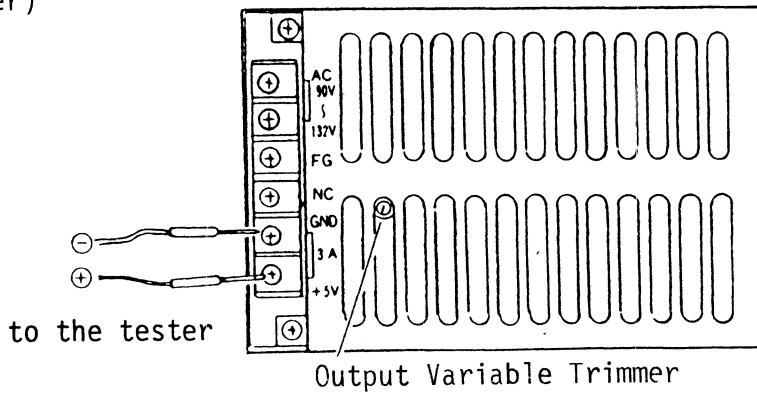 er)
AC
90V
~
132V
FG
NC
GND
3 A
+5V
⊖
⊕
to the tester
Output Variable Trimmer